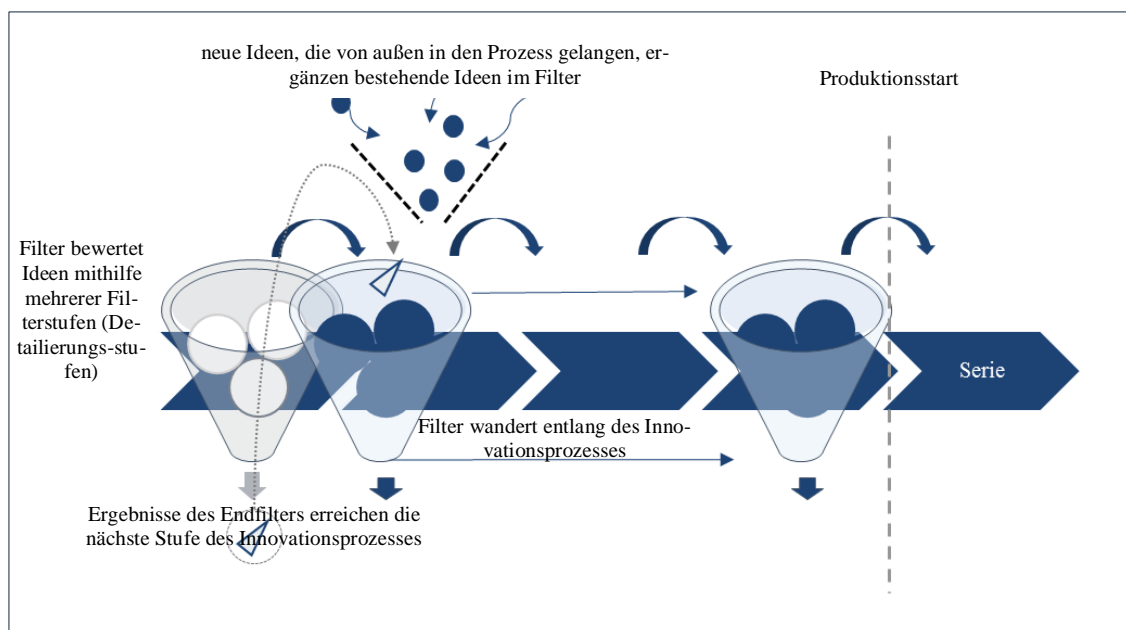 neue Ideen, die von außen in den Prozess gelangen, er-
gänzen bestehende Ideen im Filter
Produktionsstart
Filter bewertet
Ideen mithilfe
mehrerer Fil-
terstufen (De-
tailierungs-stu-
fen)
Serie
Filter wandert entlang des Inno-
vationsprozesses
Ergebnisse des Endfilters erreichen die
nächste Stufe des Innovationsprozesses